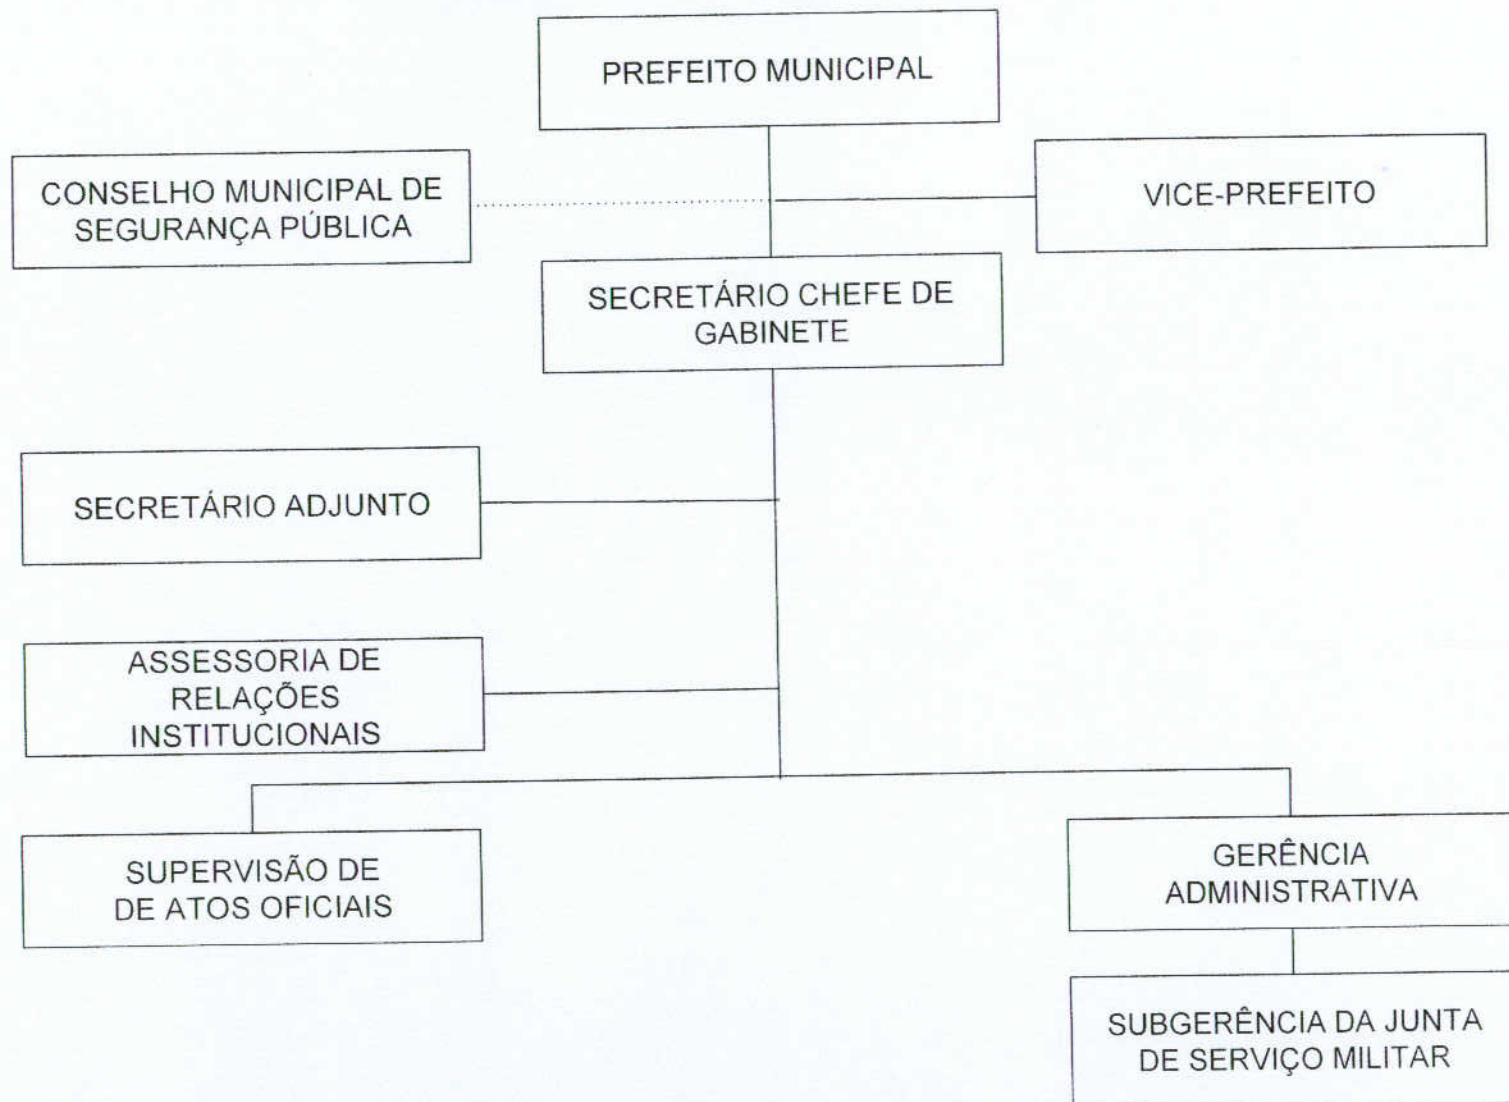 PREFEITO MUNICIPAL
CONSELHO MUNICIPAL DE
SEGURANÇA PÚBLICA
VICE-PREFEITO
SECRETÁRIO CHEFE DE
GABINETE
SECRETÁRIO ADJUNTO
ASSESSORIA DE
RELAÇÕES
INSTITUCIONAIS
SUPERVISÃO DE
DE ATOS OFICIAIS
GERÊNCIA
ADMINISTRATIVA
SUBGERÊNCIA DA JUNTA
DE SERVIÇO MILITAR